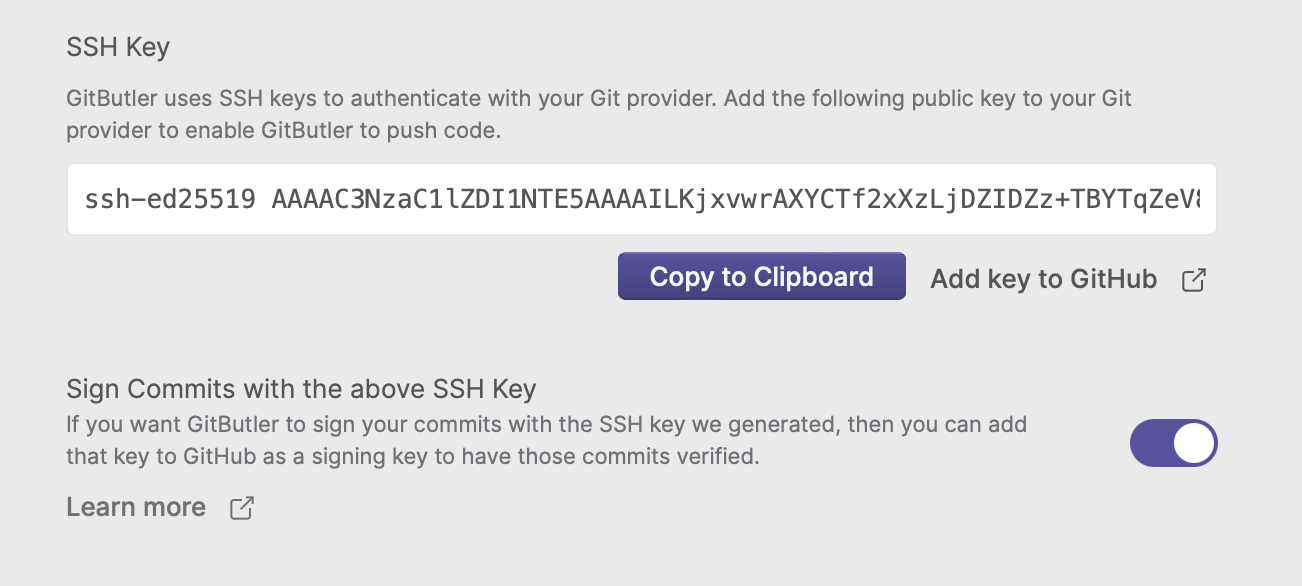 SSH Key
GitButler uses SSH keys to authenticate with your Git provider. Add the following public key to your Git
provider to enable GitButler to push code.
ssh-ed25519 AAAAC3NzaC1lZDI1NTE5AAAAILKjxvwrAXYCTf2xXzLjDZIDZz+TBYTqZeV8
Copy to Clipboard
Add key to GitHub
Sign Commits with the above SSH Key
If you want GitButler to sign your commits with the SSH key we generated, then you can add
that key to GitHub as a signing key to have those commits verified.
Learn more